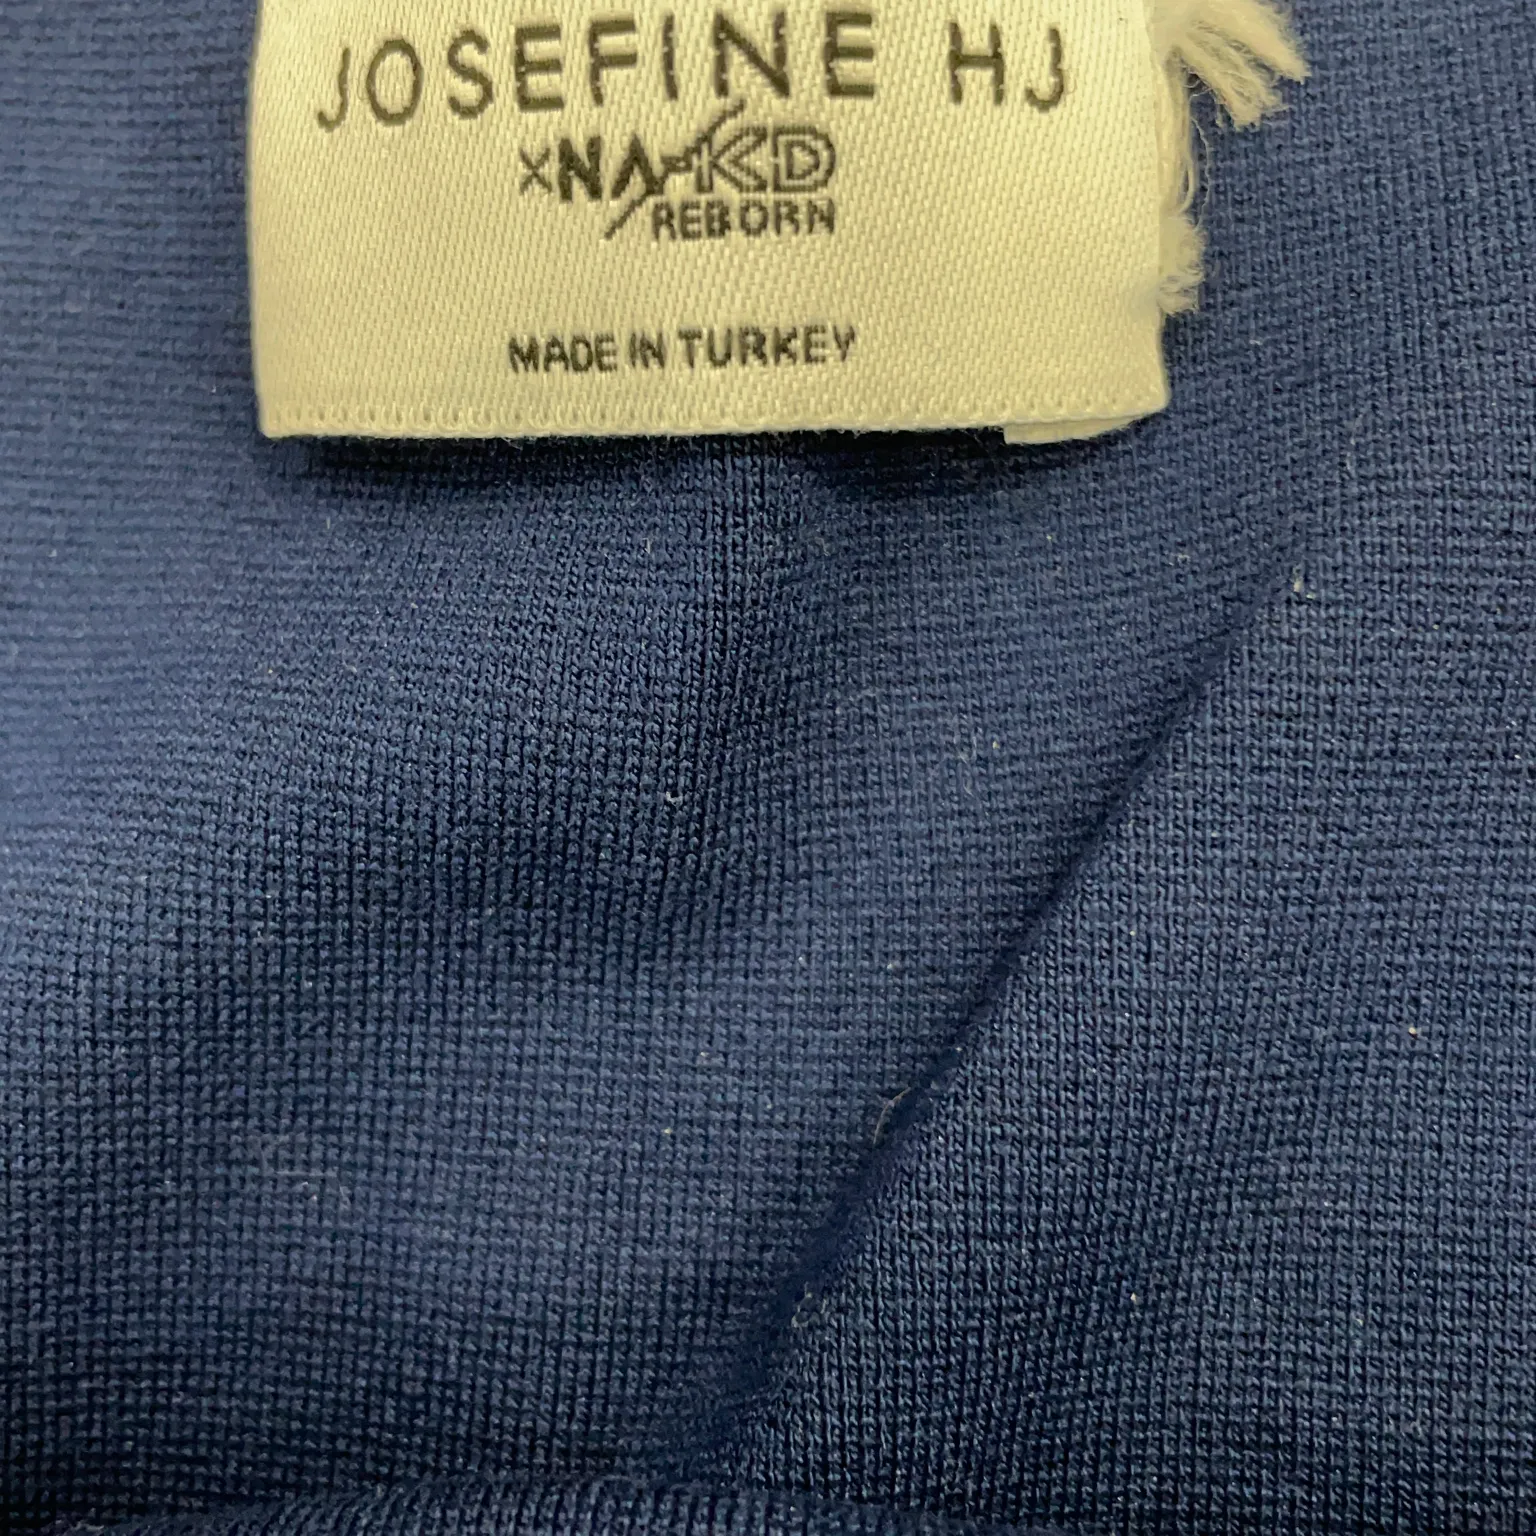 JOSEFINE HJ
×NA-KD
REBORN
MADE IN TURKEY